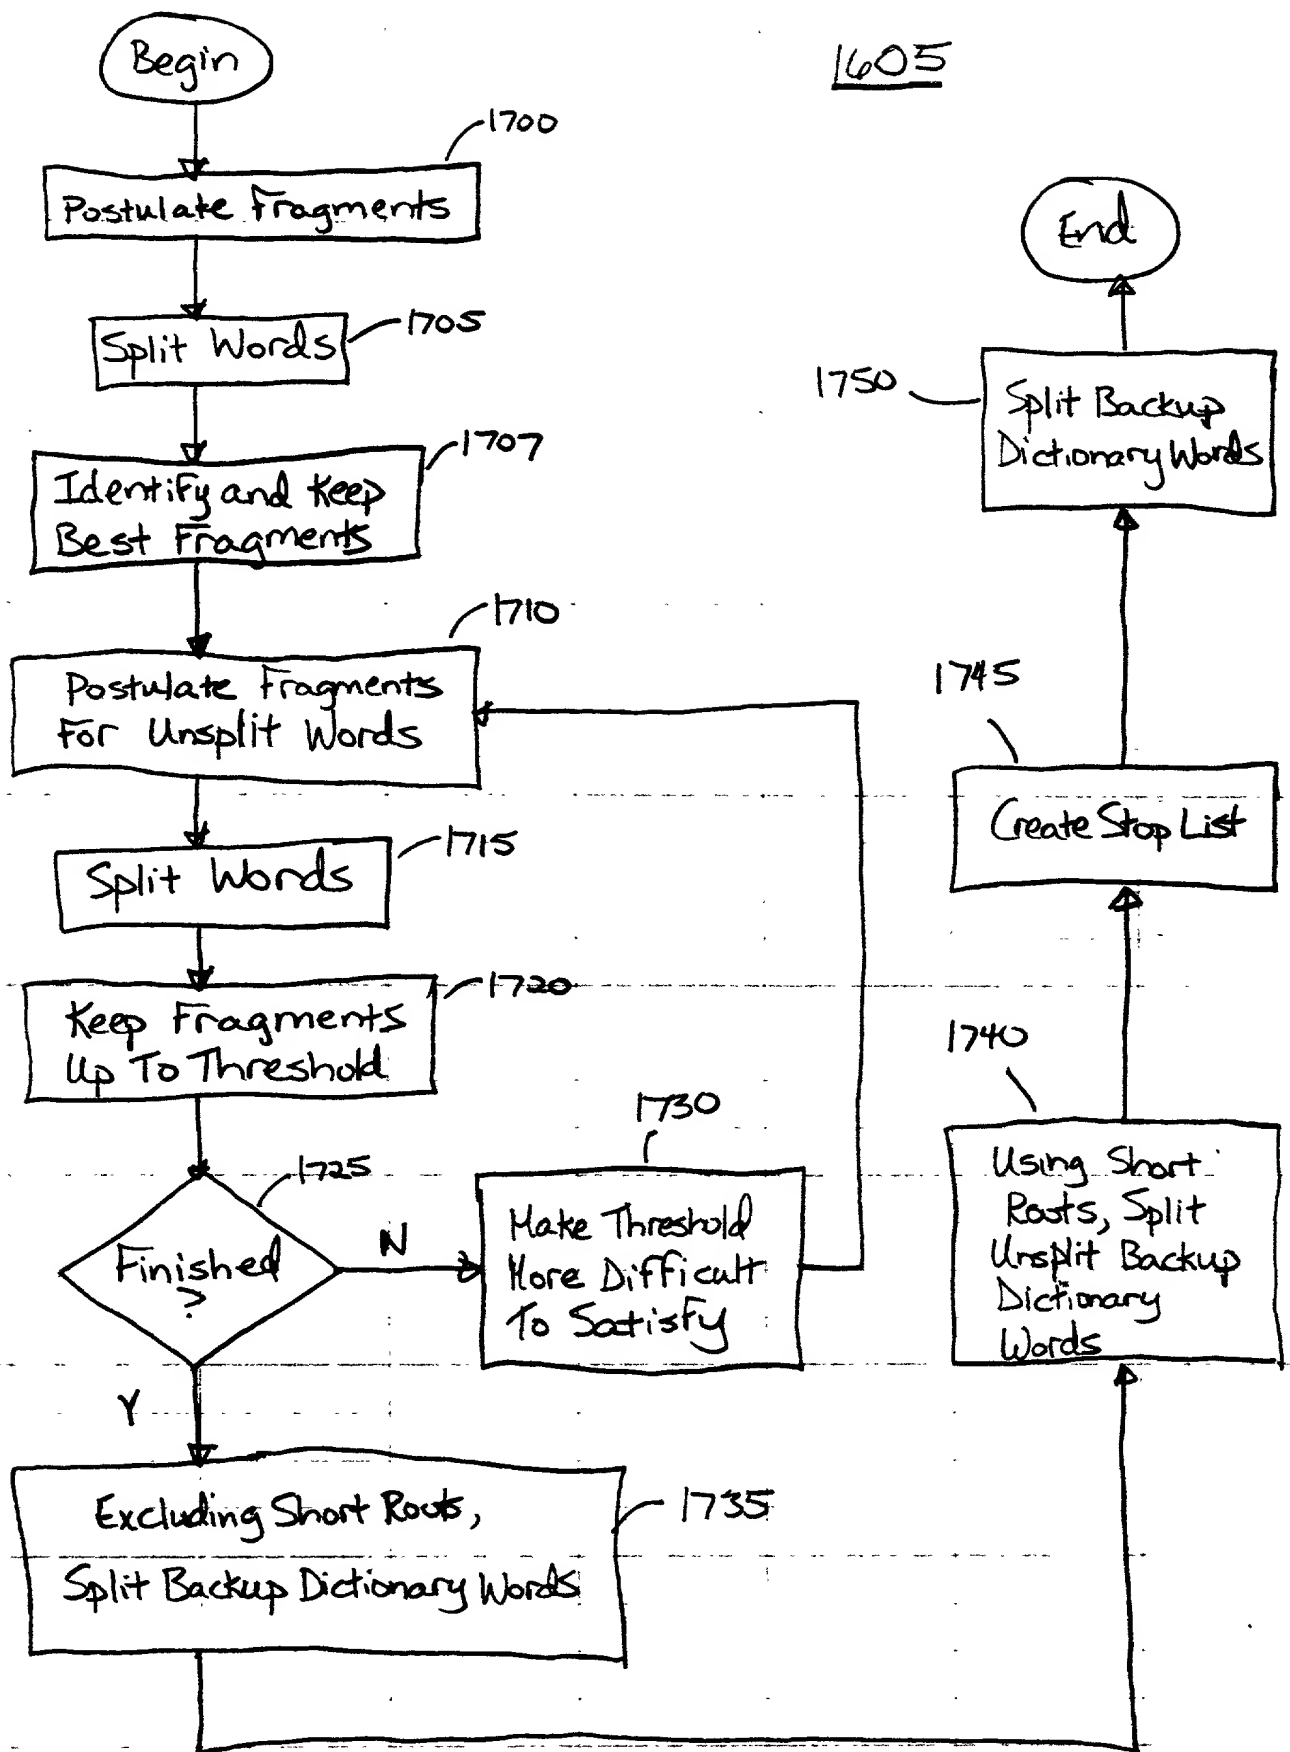 Begin
1605
1700
Postulate Fragments
1705
Split Words
1707
Identify and Keep
Best Fragments
1710
Postulate Fragments
For Unsplit Words
1715
Split Words
1720
Keep Fragments
Up To Threshold
1725
Finished
?
N
Y
1730
Make Threshold
More Difficult
To Satisfy
1735
Excluding Short Roots,
Split Backup Dictionary Words
1740
Using Short
Roots, Split
Unsplit Backup
Dictionary
Words
1745
Create Stop List
1750
Split Backup
Dictionary Words
End